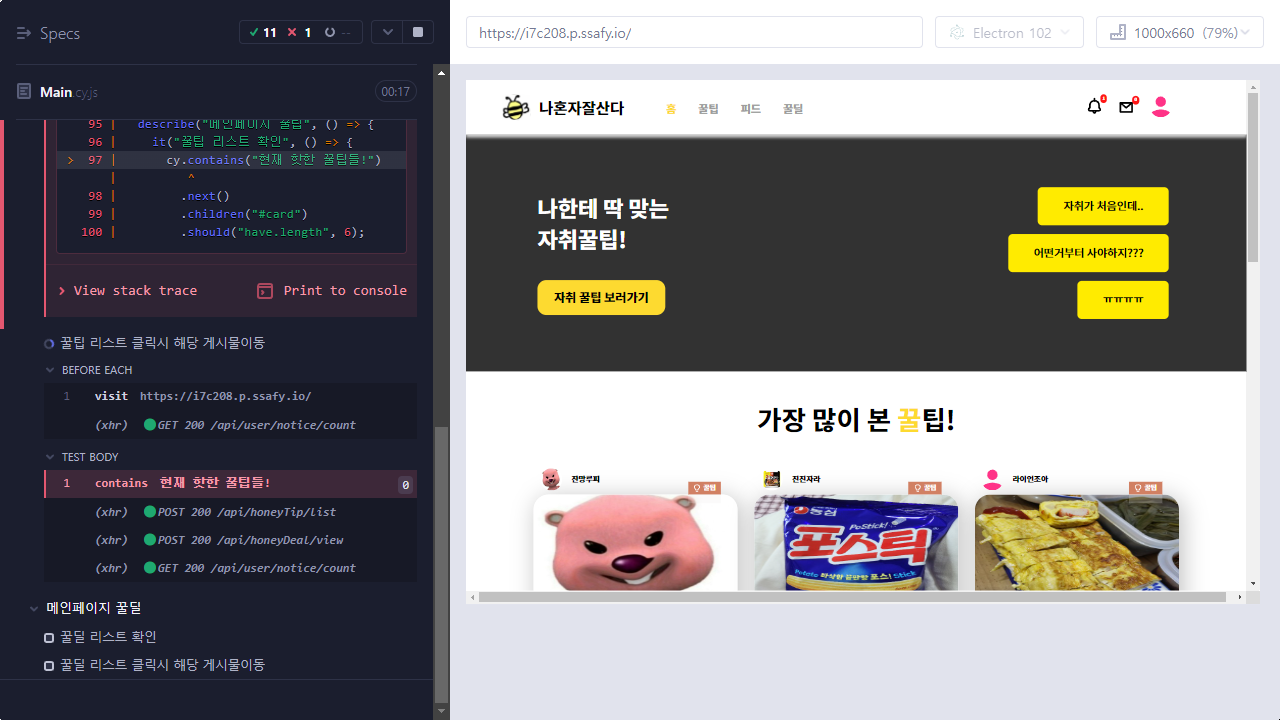 Specs
11 1 --
https://i7c208.p.ssafy.io/
Electron 102
1000x660 (79%)
Main cy.js
00:17
95 | describe("메인페이지 꿀팁", () => {
96 | it("꿀팁 리스트 확인", () => {
> 97 | cy.contains("현재 핫한 꿀팁들!")
| ^
98 | .next()
99 | .children("#card")
100 | .should("have.length", 6);
> View stack trace
Print to console
꿀팁 리스트 클릭시 해당 게시물이동
BEFORE EACH
1 visit https://i7c208.p.ssafy.io/
(xhr) GET 200 /api/user/notice/count
TEST BODY
1 contains 현재 핫한 꿀팁들! 0
(xhr) POST 200 /api/honeyTip/list
(xhr) POST 200 /api/honeyDeal/view
(xhr) GET 200 /api/user/notice/count
메인페이지 꿀딜
꿀딜 리스트 확인
꿀딜 리스트 클릭시 해당 게시물이동
나혼자잘산다
홈 꿀팁 피드 꿀딜
나한테 딱 맞는
자취꿀팁!
자취 꿀팁 보러가기
자취가 처음인데..
어떤거부터 사야하지???
ㅠㅠㅠㅠ
가장 많이 본 꿀팁!
잔망루피
꿀팁
진진자라
꿀팁
라이언조아
꿀팁
농심
PoSticK!
포스틱